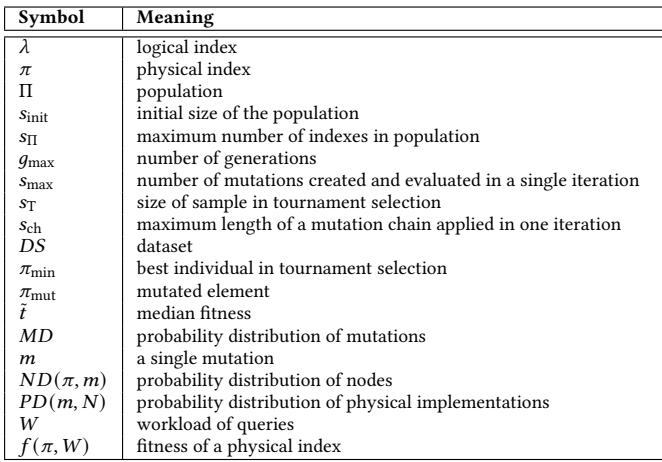 Symbol Meaning
λ logical index
π physical index
Π population
s_init initial size of the population
s_Π maximum number of indexes in population
g_max number of generations
s_max number of mutations created and evaluated in a single iteration
s_T size of sample in tournament selection
s_ch maximum length of a mutation chain applied in one iteration
DS dataset
π_min best individual in tournament selection
π_mut mutated element
t̃ median fitness
MD probability distribution of mutations
m a single mutation
ND(π, m) probability distribution of nodes
PD(m, N) probability distribution of physical implementations
W workload of queries
f(π, W) fitness of a physical index